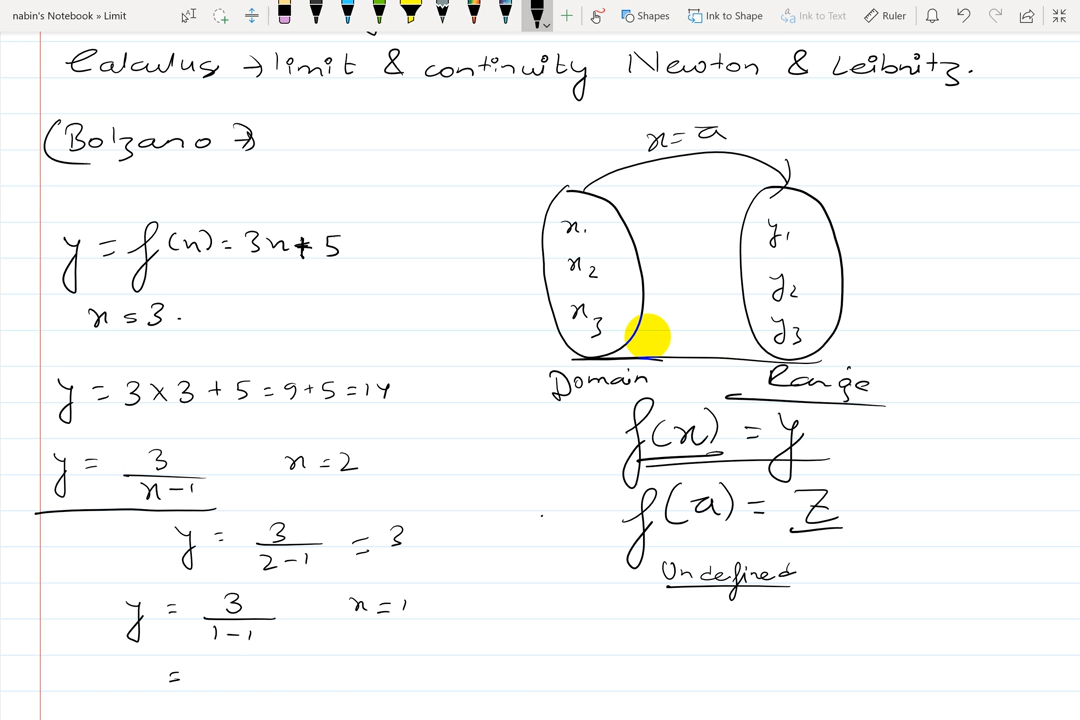 nabin's Notebook » Limit
Shapes Ink to Shape Ink to Text Ruler
Calculus → limit & continuity Newton & Leibnitz.
(Bolzano →
x = a
x1
x2
x3
y1
y2
y3
Domain
Range
y = f(x) = 3x + 5
x = 3.
y = 3 × 3 + 5 = 9 + 5 = 14
y = 3/(x-1) x = 2
y = 3/(2-1) = 3
y = 3/(1-1) x = 1
=
f(x) = y
f(a) = Z
Undefined